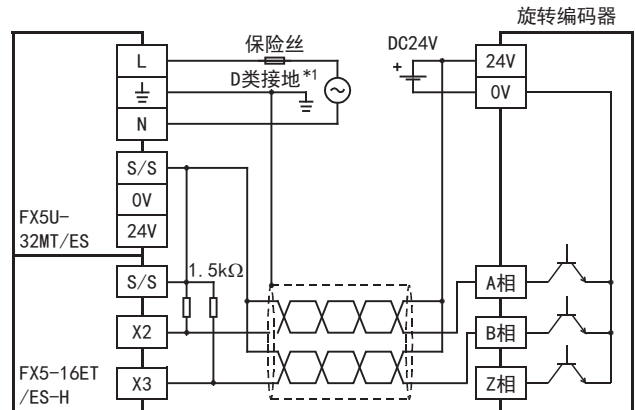 旋转编码器
保险丝
DC24V
L
24V
D类接地*1
+
0V
N
S/S
0V
24V
FX5U-
32MT/ES
S/S
1.5kΩ
A相
X2
B相
FX5-16ET
/ES-H
X3
Z相